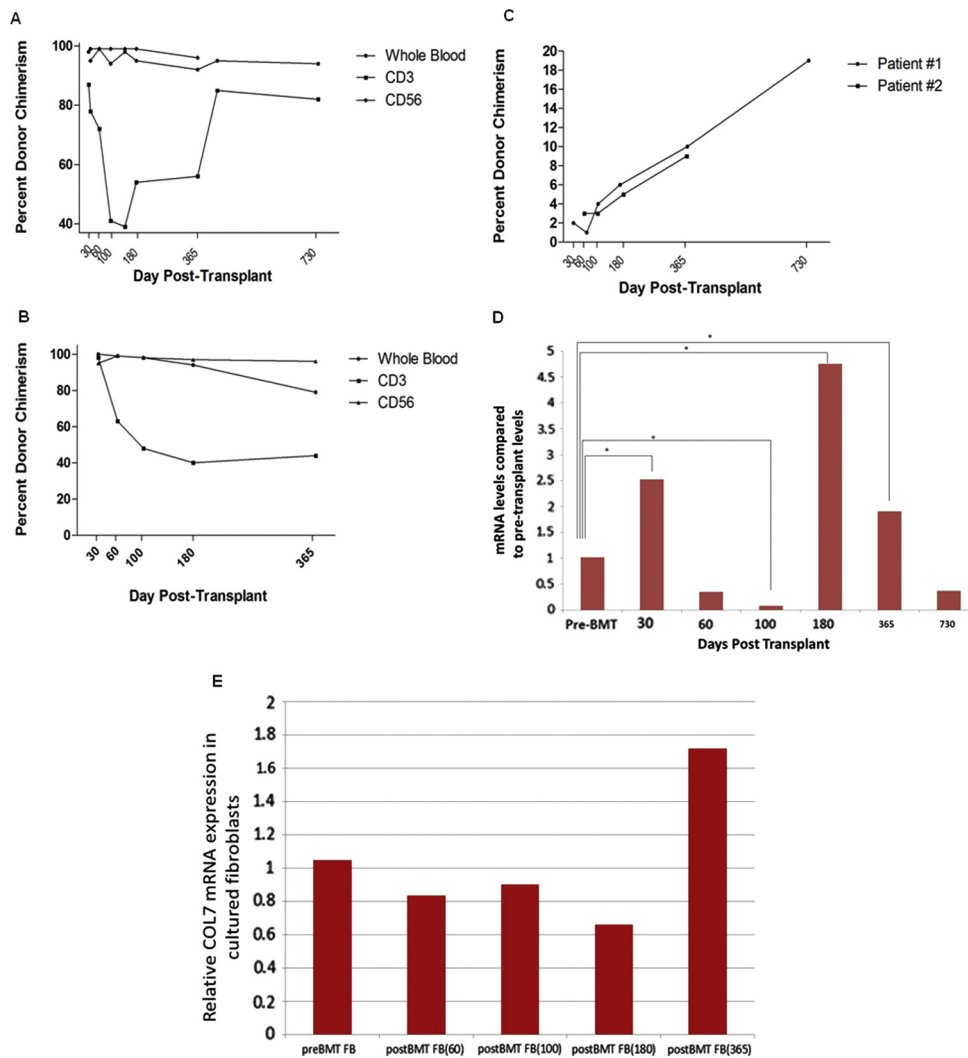 A
Percent Donor Chimerism
100
80
60
40
30
60
100
180
365
730
Day Post-Transplant
Whole Blood
CD3
CD56
C
Percent Donor Chimerism
20
18
16
14
12
10
8
6
4
2
0
30
60
100
180
365
730
Day Post-Transplant
Patient #1
Patient #2
B
Percent Donor Chimerism
100
80
60
40
20
0
30
60
100
180
365
Day Post-Transplant
Whole Blood
CD3
CD56
D
mRNA levels compared
to pre-transplant levels
5
4.5
4
3.5
3
2.5
2
1.5
1
0.5
0
*
*
*
*
Pre-BMT 30 60 100 180 365 730
Days Post Transplant
E
Relative COL7 mRNA expression in
cultured fibroblasts
2
1.8
1.6
1.4
1.2
1
0.8
0.6
0.4
0.2
0
preBMT FB postBMT FB(60) postBMT FB(100) postBMT FB(180) postBMT FB(365)